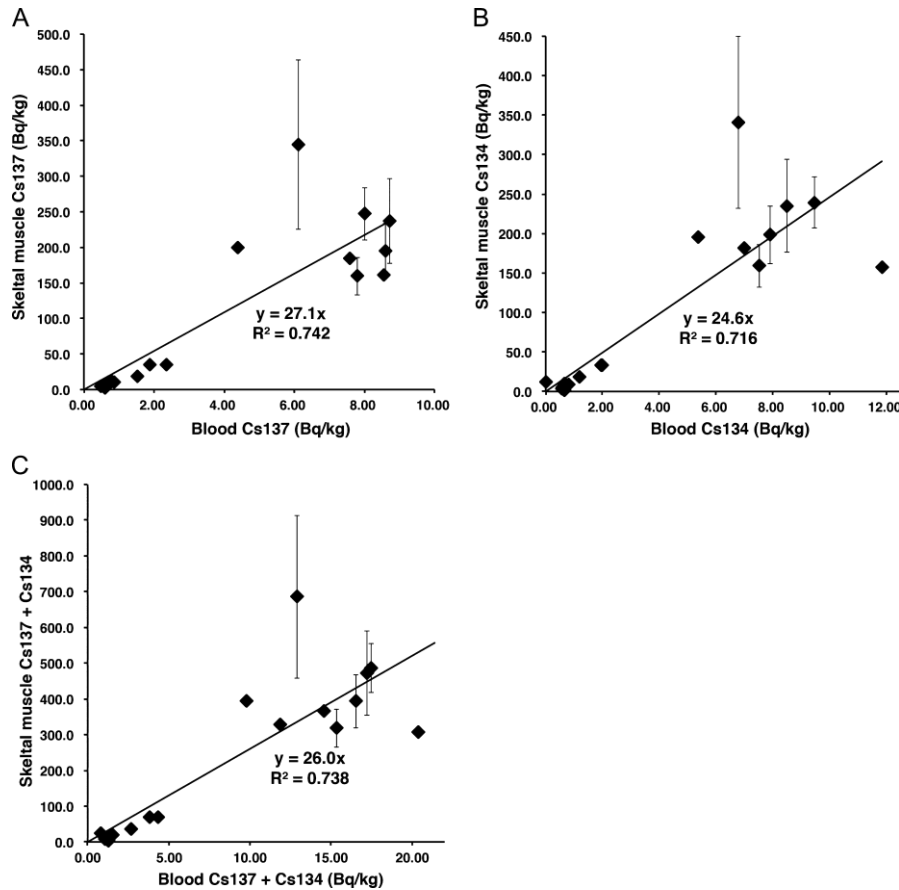 A
500.0
450.0
400.0
350.0
300.0
250.0
200.0
150.0
100.0
50.0
0.0
Skeltal muscle Cs137 (Bq/kg)
y = 27.1x
R² = 0.742
0.00 2.00 4.00 6.00 8.00 10.00
Blood Cs137 (Bq/kg)
B
450.0
400.0
350.0
300.0
250.0
200.0
150.0
100.0
50.0
0.0
Skeltal muscle Cs134 (Bq/kg)
y = 24.6x
R² = 0.716
0.00 2.00 4.00 6.00 8.00 10.00 12.00
Blood Cs134 (Bq/kg)
C
1000.0
900.0
800.0
700.0
600.0
500.0
400.0
300.0
200.0
100.0
0.0
Skeltal muscle Cs137 + Cs134
y = 26.0x
R² = 0.738
0.00 5.00 10.00 15.00 20.00
Blood Cs137 + Cs134 (Bq/kg)